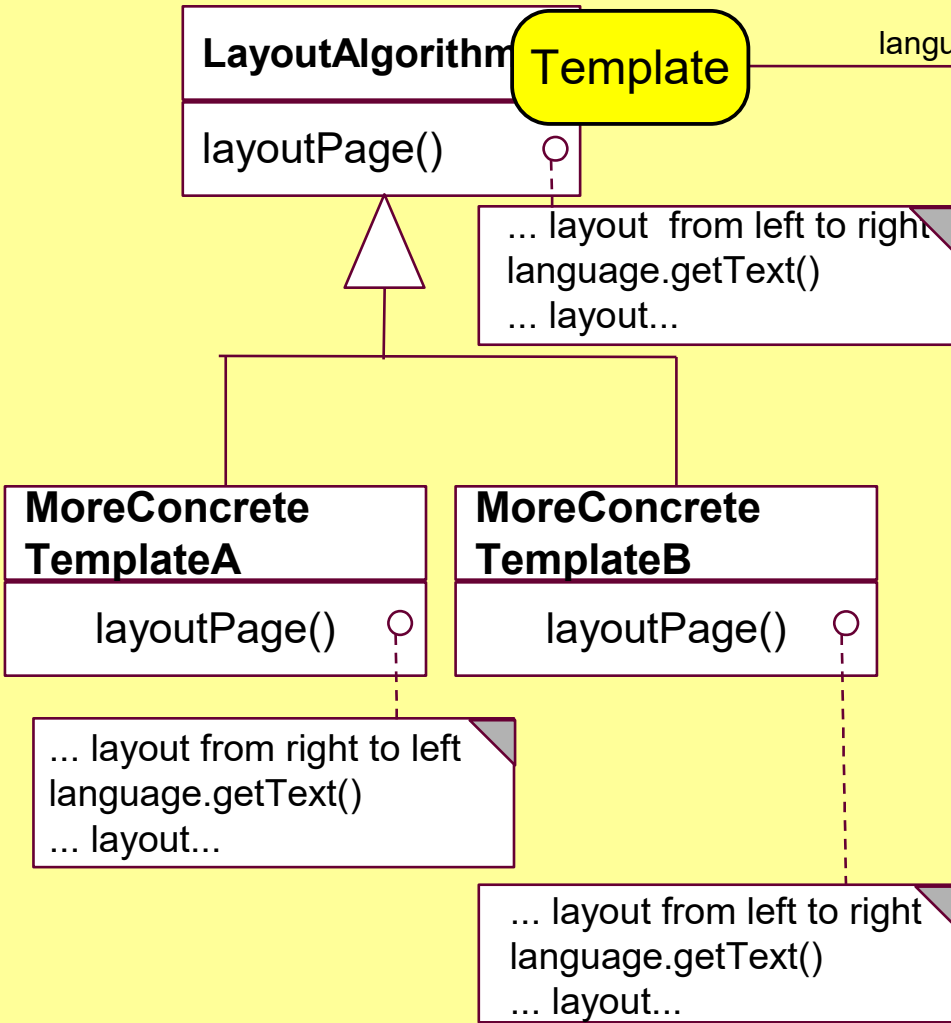 LayoutAlgorithm
Template
langu
layoutPage()
... layout from left to right
language.getText()
... layout...
MoreConcrete
TemplateA
MoreConcrete
TemplateB
layoutPage()
layoutPage()
... layout from right to left
language.getText()
... layout...
... layout from left to right
language.getText()
... layout...